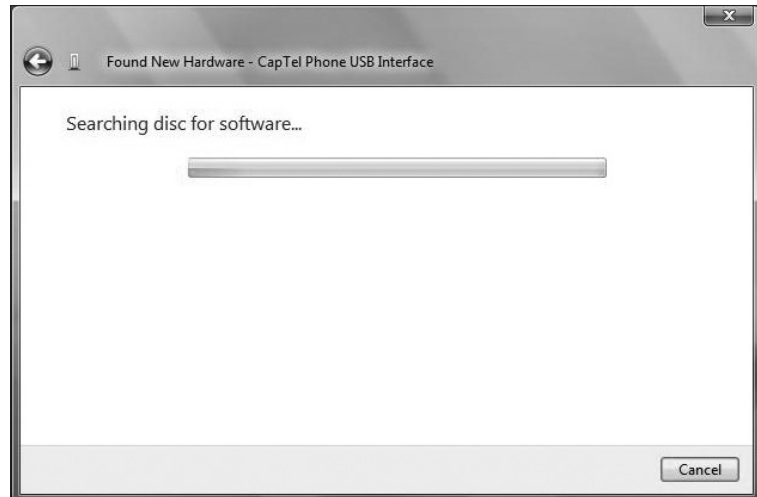 Found New Hardware - CapTel Phone USB Interface
Searching disc for software...
Cancel